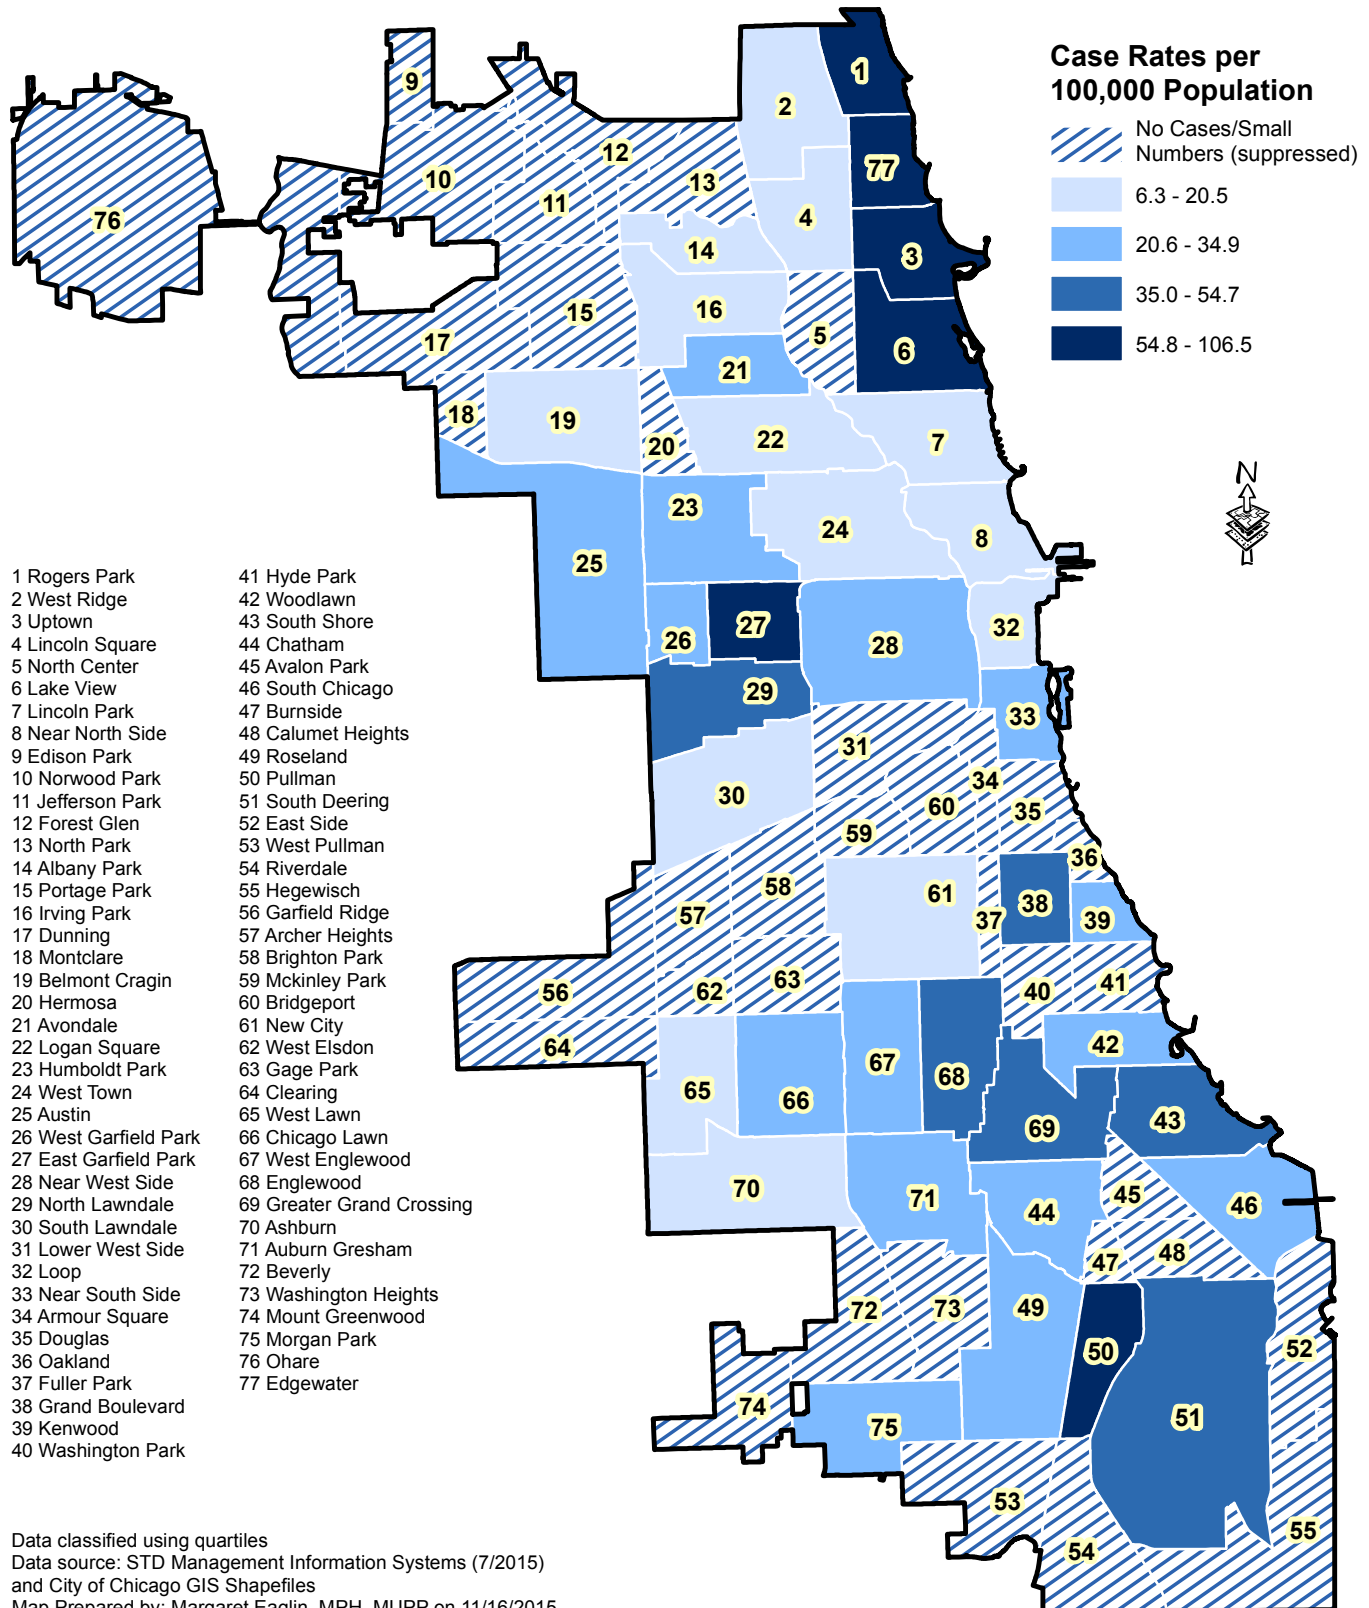 Case Rates per
100,000 Population
No Cases/Small
Numbers (suppressed)
6.3 - 20.5
20.6 - 34.9
35.0 - 54.7
54.8 - 106.5
N
1
9
2
12
77
13
10
11
4
76
14
3
16
15
5
17
6
21
18
19
22
7
20
23
24
8
25
27
32
26
28
29
33
31
34
30
60
35
59
36
58
61
38
57
37
39
63
41
56
62
40
64
42
67
68
65
66
43
69
70
45
71
46
44
48
47
49
72
73
52
50
74
51
75
53
55
54
1 Rogers Park
2 West Ridge
3 Uptown
4 Lincoln Square
5 North Center
6 Lake View
7 Lincoln Park
8 Near North Side
9 Edison Park
10 Norwood Park
11 Jefferson Park
12 Forest Glen
13 North Park
14 Albany Park
15 Portage Park
16 Irving Park
17 Dunning
18 Montclare
19 Belmont Cragin
20 Hermosa
21 Avondale
22 Logan Square
23 Humboldt Park
24 West Town
25 Austin
26 West Garfield Park
27 East Garfield Park
28 Near West Side
29 North Lawndale
30 South Lawndale
31 Lower West Side
32 Loop
33 Near South Side
34 Armour Square
35 Douglas
36 Oakland
37 Fuller Park
38 Grand Boulevard
39 Kenwood
40 Washington Park
41 Hyde Park
42 Woodlawn
43 South Shore
44 Chatham
45 Avalon Park
46 South Chicago
47 Burnside
48 Calumet Heights
49 Roseland
50 Pullman
51 South Deering
52 East Side
53 West Pullman
54 Riverdale
55 Hegewisch
56 Garfield Ridge
57 Archer Heights
58 Brighton Park
59 Mckinley Park
60 Bridgeport
61 New City
62 West Elsdon
63 Gage Park
64 Clearing
65 West Lawn
66 Chicago Lawn
67 West Englewood
68 Englewood
69 Greater Grand Crossing
70 Ashburn
71 Auburn Gresham
72 Beverly
73 Washington Heights
74 Mount Greenwood
75 Morgan Park
76 Ohare
77 Edgewater
Data classified using quartiles
Data source: STD Management Information Systems (7/2015)
and City of Chicago GIS Shapefiles
Map Prepared by: Margaret Eaglin, MPH, MUPP on 11/16/2015